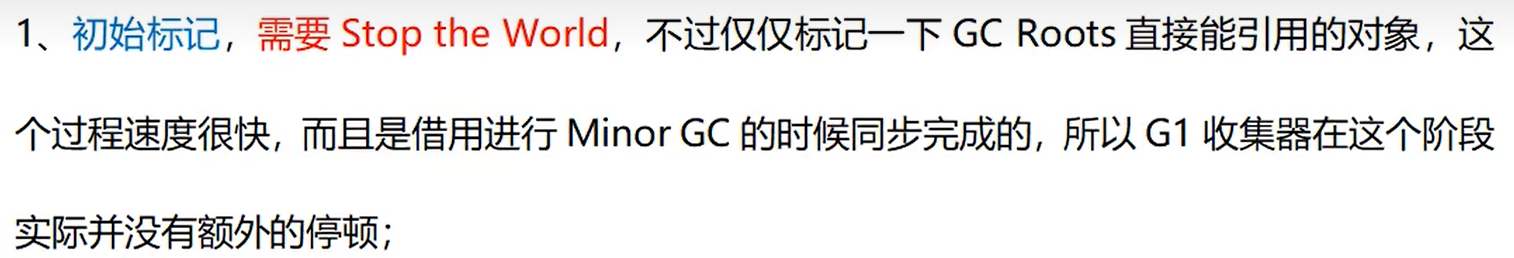 1、初始标记，需要 Stop the World，不过仅仅标记一下 GC Roots 直接能引用的对象，这
个过程速度很快，而且是借用进行 Minor GC 的时候同步完成的，所以 G1 收集器在这个阶段
实际并没有额外的停顿；